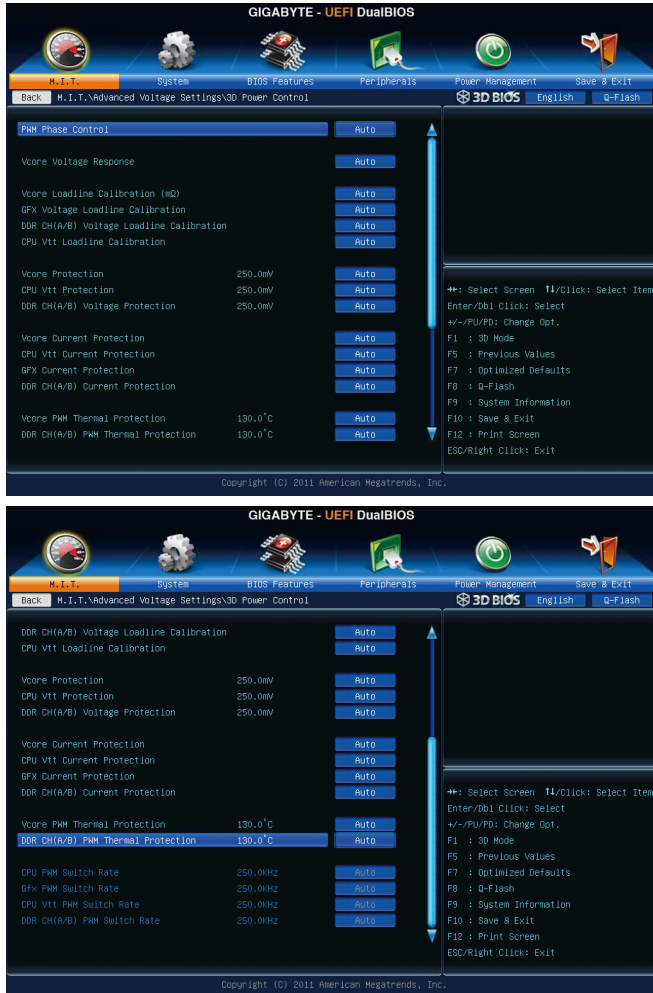 GIGABYTE - UEFI DualBIOS
M.I.T. System BIOS Features Peripherals Power Management Save & Exit
Back M.I.T.\Advanced Voltage Settings\3D Power Control 3D BIOS English Q-Flash
PWM Phase Control Auto
Vcore Voltage Response Auto
Vcore Loadline Calibration (mΩ) Auto
GFX Voltage Loadline Calibration Auto
DDR CH(A/B) Voltage Loadline Calibration Auto
CPU Vtt Loadline Calibration Auto
Vcore Protection 250.0mV Auto
CPU Vtt Protection 250.0mV Auto
DDR CH(A/B) Voltage Protection 250.0mV Auto
Vcore Current Protection Auto
CPU Vtt Current Protection Auto
GFX Current Protection Auto
DDR CH(A/B) Current Protection Auto
Vcore PWM Thermal Protection 130.0°C Auto
DDR CH(A/B) PWM Thermal Protection 130.0°C Auto
→←: Select Screen ↑↓/Click: Select Item
Enter/Dbl Click: Select
+/-/PU/PD: Change Opt.
F1 : 3D Mode
F5 : Previous Values
F7 : Optimized Defaults
F8 : Q-Flash
F9 : System Information
F10 : Save & Exit
F12 : Print Screen
ESC/Right Click: Exit
Copyright (C) 2011 American Megatrends, Inc.
GIGABYTE - UEFI DualBIOS
M.I.T. System BIOS Features Peripherals Power Management Save & Exit
Back M.I.T.\Advanced Voltage Settings\3D Power Control 3D BIOS English Q-Flash
DDR CH(A/B) Voltage Loadline Calibration Auto
CPU Vtt Loadline Calibration Auto
Vcore Protection 250.0mV Auto
CPU Vtt Protection 250.0mV Auto
DDR CH(A/B) Voltage Protection 250.0mV Auto
Vcore Current Protection Auto
CPU Vtt Current Protection Auto
GFX Current Protection Auto
DDR CH(A/B) Current Protection Auto
Vcore PWM Thermal Protection 130.0°C Auto
DDR CH(A/B) PWM Thermal Protection 130.0°C Auto
CPU PWM Switch Rate 250.0KHz Auto
Gfx PWM Switch Rate 250.0KHz Auto
CPU Vtt PWM Switch Rate 250.0KHz Auto
DDR CH(A/B) PWM Switch Rate 250.0KHz Auto
→←: Select Screen ↑↓/Click: Select Item
Enter/Dbl Click: Select
+/-/PU/PD: Change Opt.
F1 : 3D Mode
F5 : Previous Values
F7 : Optimized Defaults
F8 : Q-Flash
F9 : System Information
F10 : Save & Exit
F12 : Print Screen
ESC/Right Click: Exit
Copyright (C) 2011 American Megatrends, Inc.